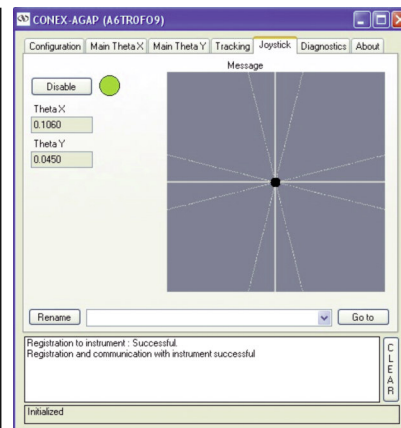 CONEX-AGAP (A6TR0FO9)
Configuration Main Theta X Main Theta Y Tracking Joystick Diagnostics About
Message
Disable
Theta X
0.1060
Theta Y
0.0450
Rename Go to
Registration to instrument : Successful.
Registration and communication with instrument successful
CLEAR
Initialized